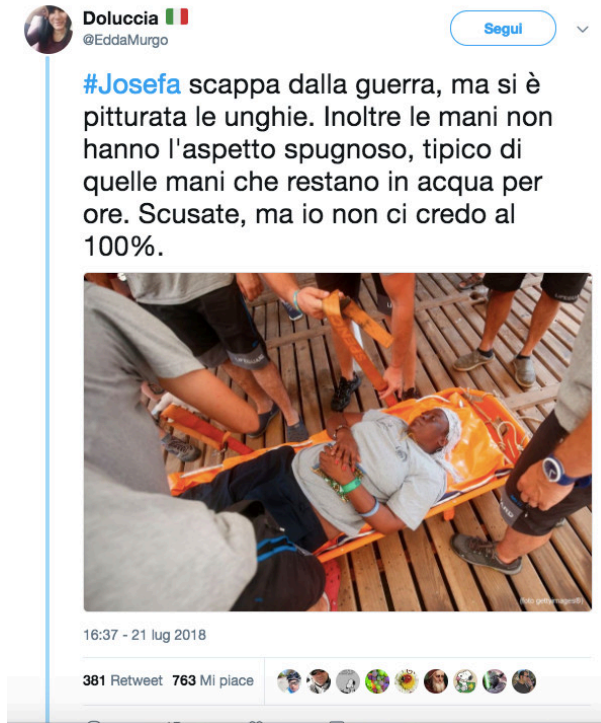 Doluccia
@EddaMurgo
Segui
#Josefa scappa dalla guerra, ma si è
pitturata le unghie. Inoltre le mani non
hanno l'aspetto spugnoso, tipico di
quelle mani che restano in acqua per
ore. Scusate, ma io non ci credo al
100%.
(foto gettyimages®)
16:37 - 21 lug 2018
381 Retweet 763 Mi piace